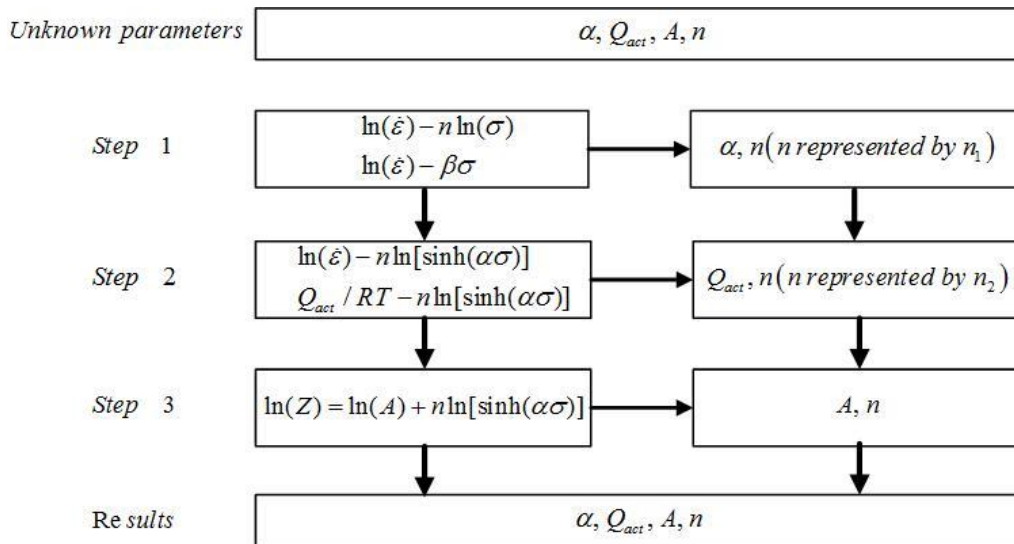 Unknown parameters
α, Q_act, A, n
Step 1
ln(ε̇) − n ln(σ)
ln(ε̇) − βσ
α, n(n represented by n₁)
Step 2
ln(ε̇) − n ln[sinh(ασ)]
Q_act / RT − n ln[sinh(ασ)]
Q_act, n(n represented by n₂)
Step 3
ln(Z) = ln(A) + n ln[sinh(ασ)]
A, n
Re sults
α, Q_act, A, n